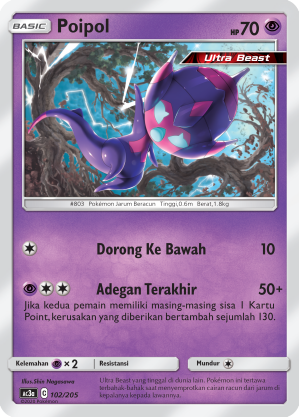 BASIC Poipol HP70
Ultra Beast
#803 Pokémon Jarum Beracun Tinggi,0.6m Berat,1.8kg
Dorong Ke Bawah 10
Adegan Terakhir 50+
Jika kedua pemain memiliki masing-masing sisa 1 Kartu
Point, kerusakan yang diberikan bertambah sejumlah 130.
Kelemahan ×2 Resistansi Mundur
Illus.Shin Nagasawa
Ultra Beast yang tinggal di dunia lain. Pokémon ini tertawa
terbahak-bahak saat menyemprotkan cairan racun dari jarum di
kepalanya kepada lawannya.
ac3a C 102/205